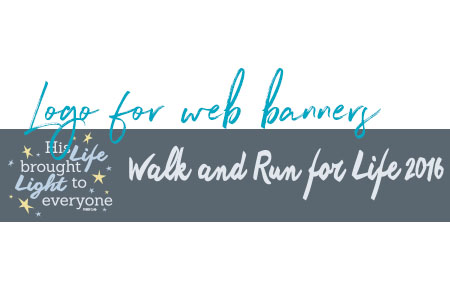 Logo for web banners
His Life
brought
Light to
everyone
Walk and Run for Life 2016